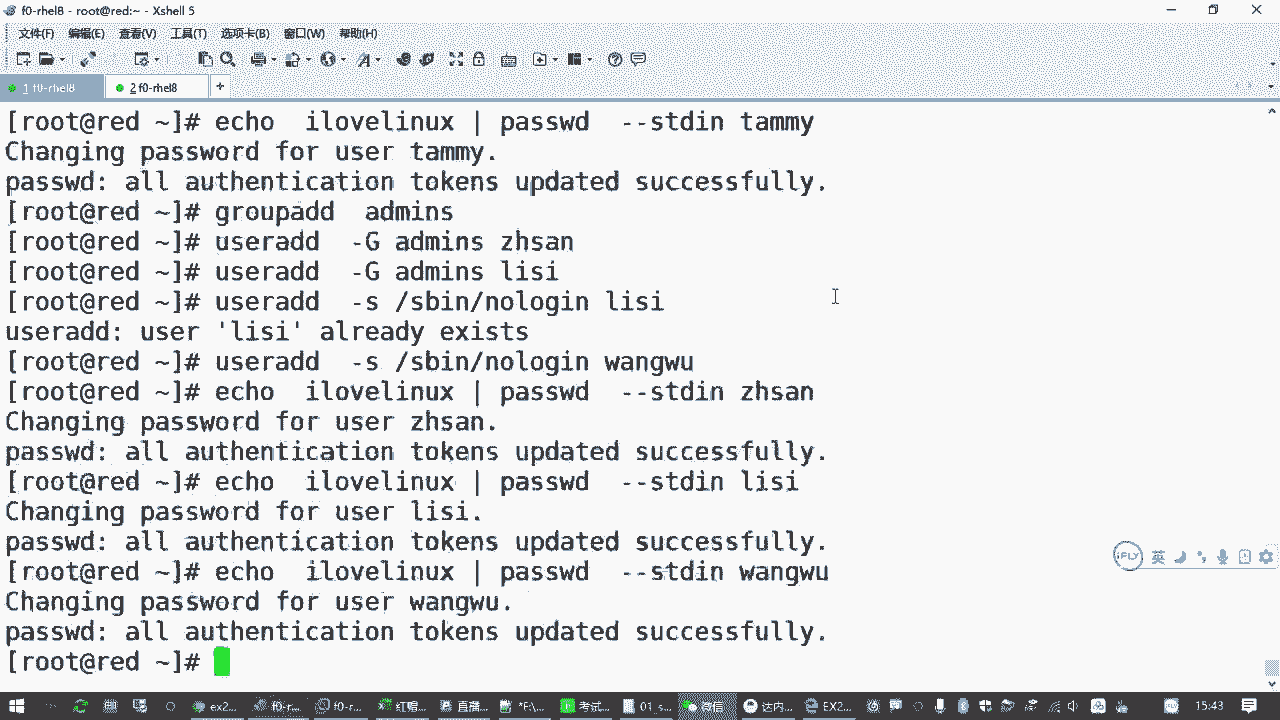 f0-rhel8 - root@red:~ - Xshell 5
文件(F) 编辑(E) 查看(V) 工具(T) 选项卡(B) 窗口(W) 帮助(H)
1 f0-rhel8
2 f0-rhel8
[root@red ~]# echo  ilovelinux | passwd  --stdin tammy
Changing password for user tammy.
passwd: all authentication tokens updated successfully.
[root@red ~]# groupadd  admins
[root@red ~]# useradd  -G admins zhsan
[root@red ~]# useradd  -G admins lisi
[root@red ~]# useradd  -s /sbin/nologin lisi
useradd: user 'lisi' already exists
[root@red ~]# useradd  -s /sbin/nologin wangwu
[root@red ~]# echo  ilovelinux | passwd  --stdin zhsan
Changing password for user zhsan.
passwd: all authentication tokens updated successfully.
[root@red ~]# echo  ilovelinux | passwd  --stdin lisi
Changing password for user lisi.
passwd: all authentication tokens updated successfully.
[root@red ~]# echo  ilovelinux | passwd  --stdin wangwu
Changing password for user wangwu.
passwd: all authentication tokens updated successfully.
[root@red ~]#
iFLY 英
ex2... f0-r... f0-r... 红帽... 直播... *E:\... 考试... 01_s... 微信 EX2...
15:43